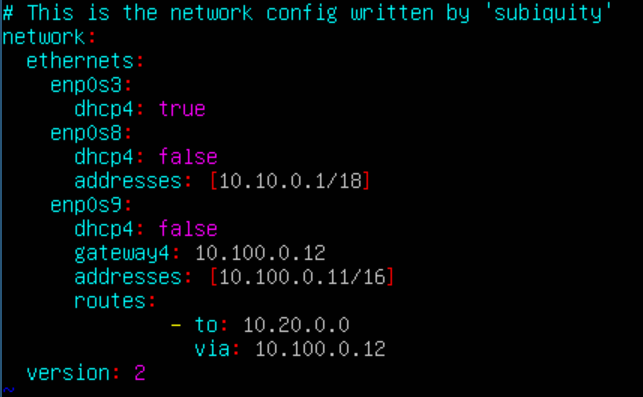 # This is the network config written by 'subiquity'
network:
  ethernets:
    enp0s3:
      dhcp4: true
    enp0s8:
      dhcp4: false
      addresses: [10.10.0.1/18]
    enp0s9:
      dhcp4: false
      gateway4: 10.100.0.12
      addresses: [10.100.0.11/16]
      routes:
              - to: 10.20.0.0
                via: 10.100.0.12
  version: 2
~